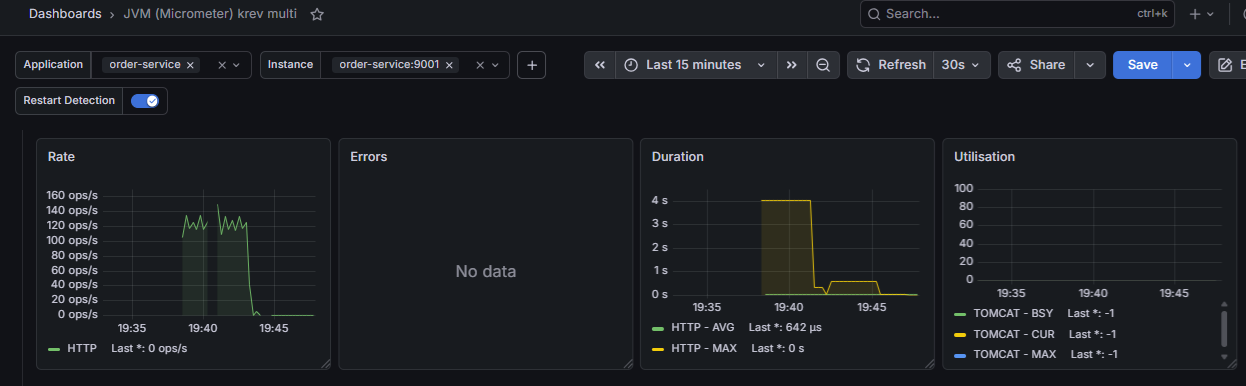 Dashboards › JVM (Micrometer) krev multi
Search... ctrl+k
Application order-service × Instance order-service:9001 × Last 15 minutes Refresh 30s Share Save
Restart Detection
Rate
160 ops/s
140 ops/s
120 ops/s
100 ops/s
80 ops/s
60 ops/s
40 ops/s
20 ops/s
0 ops/s
19:35 19:40 19:45
HTTP Last *: 0 ops/s
Errors
No data
Duration
4 s
3 s
2 s
1 s
0 s
19:35 19:40 19:45
HTTP - AVG Last *: 642 µs
HTTP - MAX Last *: 0 s
Utilisation
100
80
60
40
20
0
19:35 19:40 19:45
TOMCAT - BSY Last *: -1
TOMCAT - CUR Last *: -1
TOMCAT - MAX Last *: -1